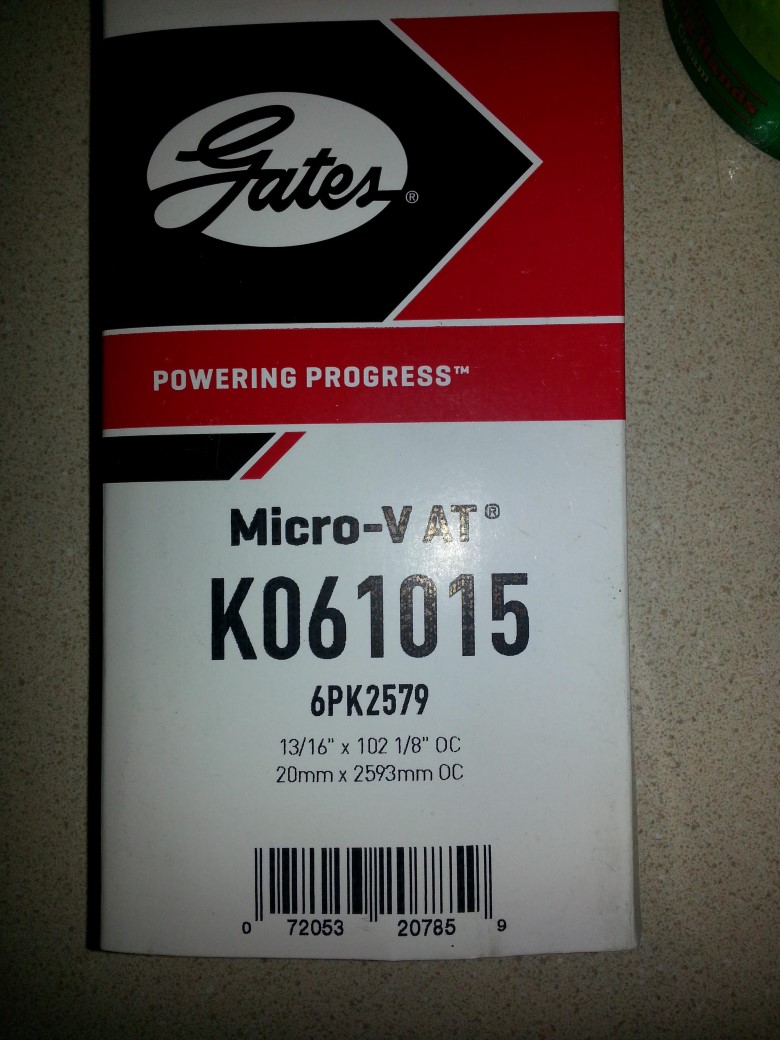 Gates®
POWERING PROGRESS™
Micro-V AT®
K061015
6PK2579
13/16" x 102 1/8" OC
20mm x 2593mm OC
0 72053 20785 9